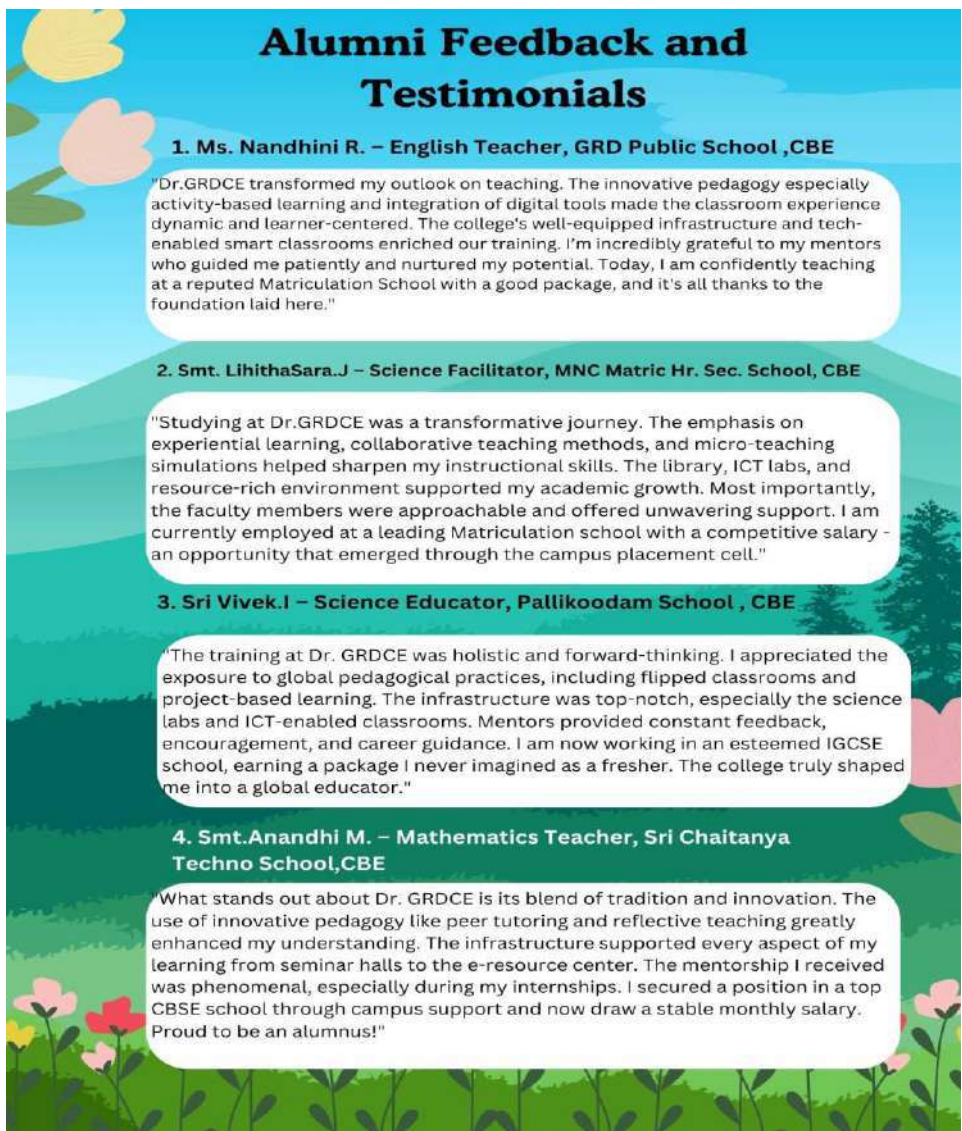 Alumni Feedback and
Testimonials
1. Ms. Nandhini R. – English Teacher, GRD Public School ,CBE
"Dr.GRDCE transformed my outlook on teaching. The innovative pedagogy especially
activity-based learning and integration of digital tools made the classroom experience
dynamic and learner-centered. The college's well-equipped infrastructure and tech-
enabled smart classrooms enriched our training. I'm incredibly grateful to my mentors
who guided me patiently and nurtured my potential. Today, I am confidently teaching
at a reputed Matriculation School with a good package, and it's all thanks to the
foundation laid here."
2. Smt. LihithaSara.J – Science Facilitator, MNC Matric Hr. Sec. School, CBE
"Studying at Dr.GRDCE was a transformative journey. The emphasis on
experiential learning, collaborative teaching methods, and micro-teaching
simulations helped sharpen my instructional skills. The library, ICT labs, and
resource-rich environment supported my academic growth. Most importantly,
the faculty members were approachable and offered unwavering support. I am
currently employed at a leading Matriculation school with a competitive salary -
an opportunity that emerged through the campus placement cell."
3. Sri Vivek.I – Science Educator, Pallikoodam School , CBE
"The training at Dr. GRDCE was holistic and forward-thinking. I appreciated the
exposure to global pedagogical practices, including flipped classrooms and
project-based learning. The infrastructure was top-notch, especially the science
labs and ICT-enabled classrooms. Mentors provided constant feedback,
encouragement, and career guidance. I am now working in an esteemed IGCSE
school, earning a package I never imagined as a fresher. The college truly shaped
me into a global educator."
4. Smt.Anandhi M. – Mathematics Teacher, Sri Chaitanya
Techno School,CBE
"What stands out about Dr. GRDCE is its blend of tradition and innovation. The
use of innovative pedagogy like peer tutoring and reflective teaching greatly
enhanced my understanding. The infrastructure supported every aspect of my
learning from seminar halls to the e-resource center. The mentorship I received
was phenomenal, especially during my internships. I secured a position in a top
CBSE school through campus support and now draw a stable monthly salary.
Proud to be an alumnus!"